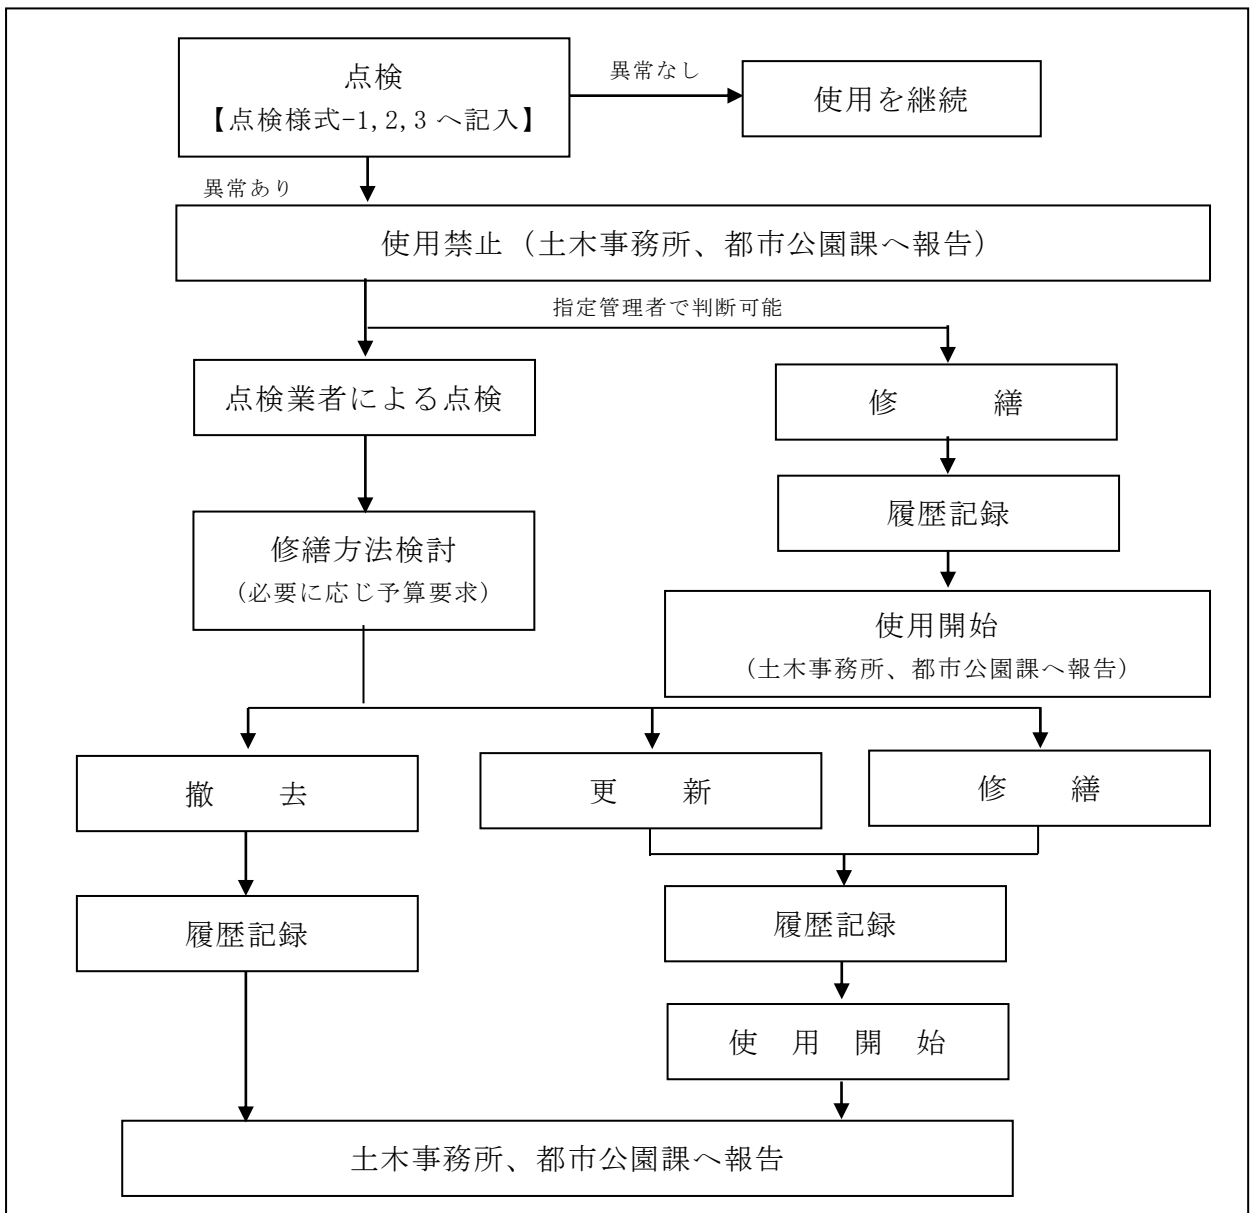 点検
異常なし
使用を継続
【点検様式-1,2,3へ記入】
異常あり
使用禁止（土木事務所、都市公園課へ報告）
指定管理者で判断可能
点検業者による点検
修　　　繕
履歴記録
修繕方法検討
（必要に応じ予算要求）
使用開始
（土木事務所、都市公園課へ報告）
撤　　去
更　　新
修　　繕
履歴記録
履歴記録
使　用　開　始
土木事務所、都市公園課へ報告